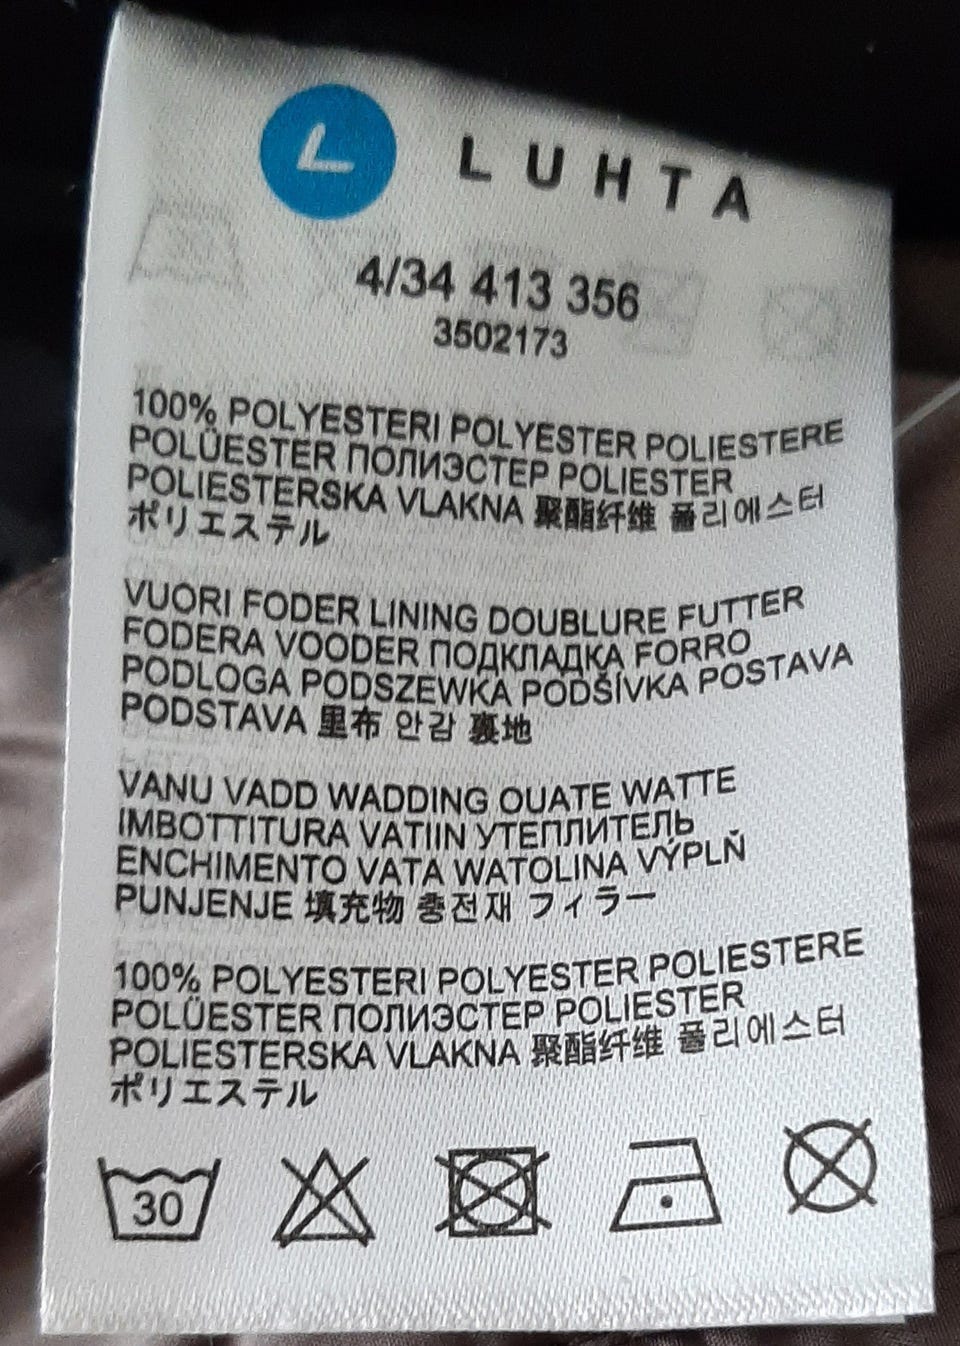 L LUHTA
4/34 413 356
3502173
100% POLYESTERI POLYESTER POLIESTERE
POLÜESTER ПОЛИЭСТЕР POLIESTER
POLIESTERSKA VLAKNA 聚酯纤维 폴리에스터
ポリエステル
VUORI FODER LINING DOUBLURE FUTTER
FODERA VOODER ПОДКЛАДКА FORRO
PODLOGA PODSZEWKA PODŠÍVKA POSTAVA
PODSTAVA 里布 안감 裏地
VANU VADD WADDING OUATE WATTE
IMBOTTITURA VATIIN УТЕПЛИТЕЛЬ
ENCHIMENTO VATA WATOLINA VÝPLŇ
PUNJENJE 填充物 충전재 フィラー
100% POLYESTERI POLYESTER POLIESTERE
POLÜESTER ПОЛИЭСТЕР POLIESTER
POLIESTERSKA VLAKNA 聚酯纤维 폴리에스터
ポリエステル
30